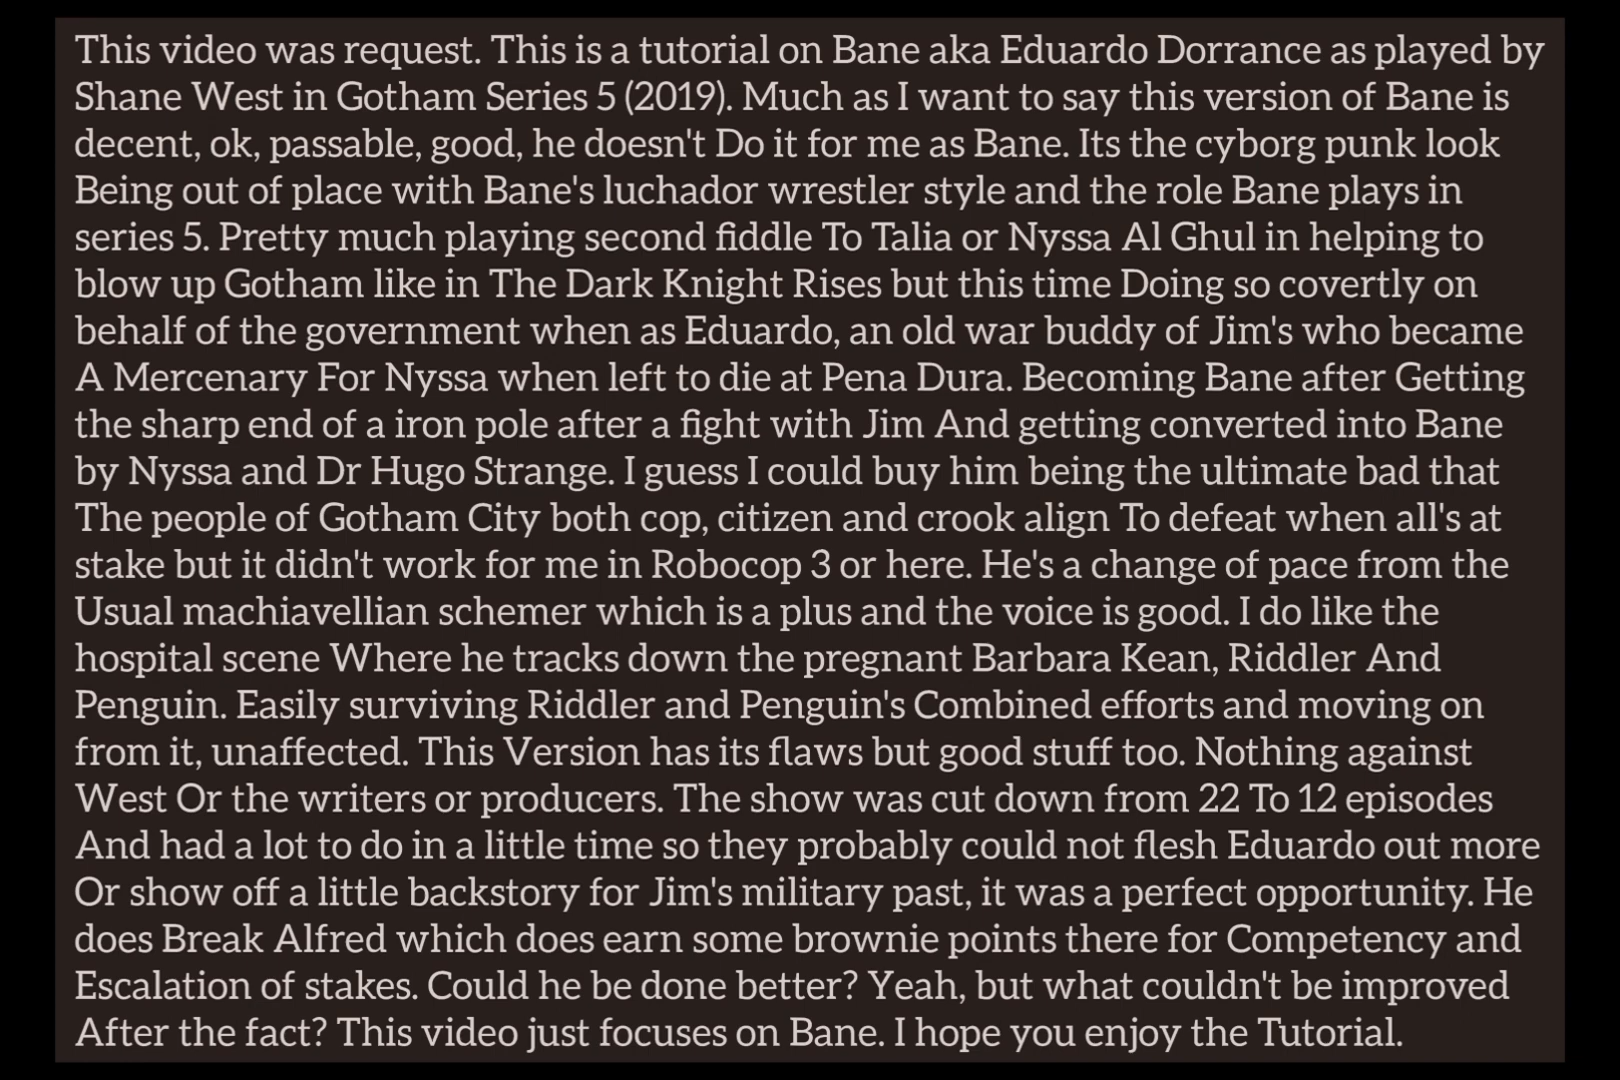 This video was request. This is a tutorial on Bane aka Eduardo Dorrance as played by
Shane West in Gotham Series 5 (2019). Much as I want to say this version of Bane is
decent, ok, passable, good, he doesn't Do it for me as Bane. Its the cyborg punk look
Being out of place with Bane's luchador wrestler style and the role Bane plays in
series 5. Pretty much playing second fiddle To Talia or Nyssa Al Ghul in helping to
blow up Gotham like in The Dark Knight Rises but this time Doing so covertly on
behalf of the government when as Eduardo, an old war buddy of Jim's who became
A Mercenary For Nyssa when left to die at Pena Dura. Becoming Bane after Getting
the sharp end of a iron pole after a fight with Jim And getting converted into Bane
by Nyssa and Dr Hugo Strange. I guess I could buy him being the ultimate bad that
The people of Gotham City both cop, citizen and crook align To defeat when all's at
stake but it didn't work for me in Robocop 3 or here. He's a change of pace from the
Usual machiavellian schemer which is a plus and the voice is good. I do like the
hospital scene Where he tracks down the pregnant Barbara Kean, Riddler And
Penguin. Easily surviving Riddler and Penguin's Combined efforts and moving on
from it, unaffected. This Version has its flaws but good stuff too. Nothing against
West Or the writers or producers. The show was cut down from 22 To 12 episodes
And had a lot to do in a little time so they probably could not flesh Eduardo out more
Or show off a little backstory for Jim's military past, it was a perfect opportunity. He
does Break Alfred which does earn some brownie points there for Competency and
Escalation of stakes. Could he be done better? Yeah, but what couldn't be improved
After the fact? This video just focuses on Bane. I hope you enjoy the Tutorial.